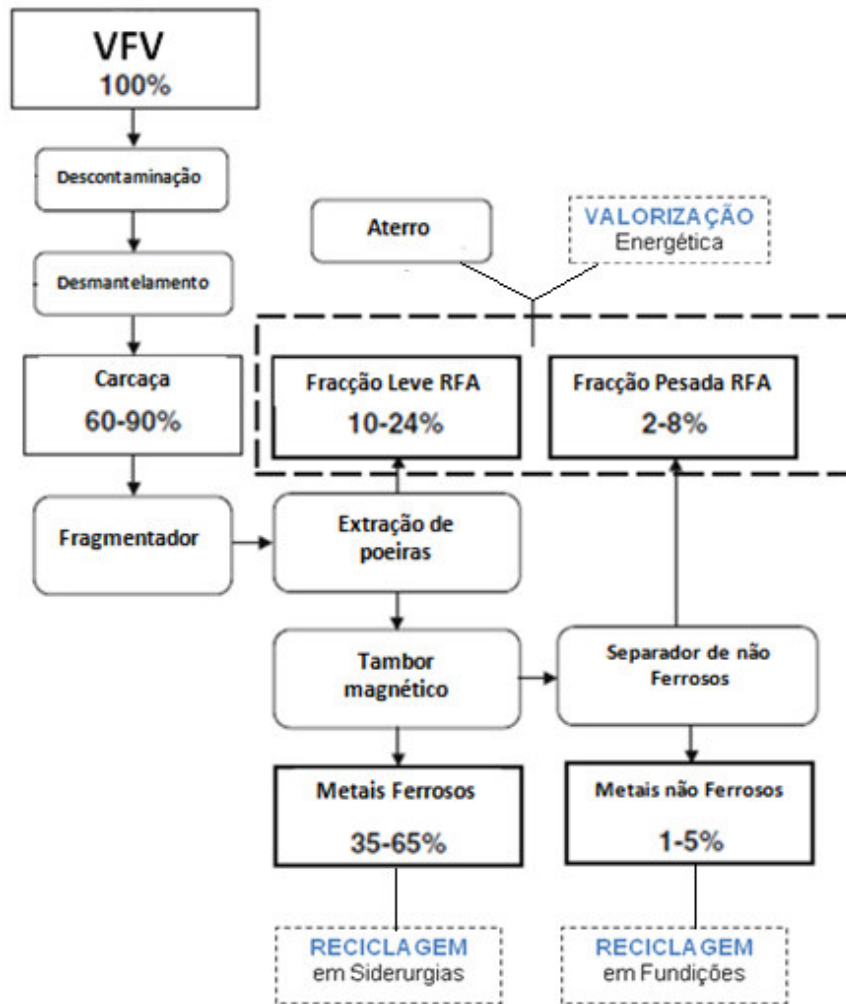 VFV
100%
Descontaminação
Desmantelamento
Aterro
VALORIZAÇÃO
Energética
Carcaça
60-90%
Fracção Leve RFA
10-24%
Fracção Pesada RFA
2-8%
Fragmentador
Extração de
poeiras
Tambor
magnético
Separador de não
Ferrosos
Metais Ferrosos
35-65%
Metais não Ferrosos
1-5%
RECICLAGEM
em Siderurgias
RECICLAGEM
em Fundições